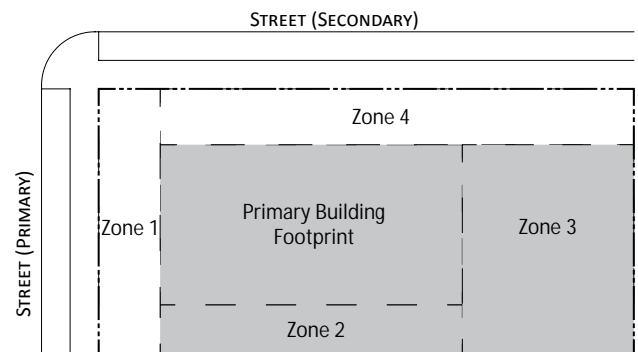 STREET (SECONDARY)
Zone 4
STREET (PRIMARY)
Zone 1
Primary Building
Footprint
Zone 3
Zone 2